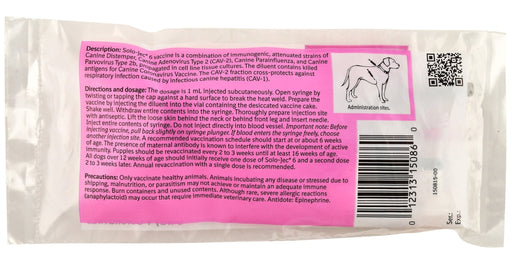 Description: Solo-Jec® 6 vaccine is a combination of immunogenic, attenuated strains of
Canine Distemper, Canine Adenovirus Type 2 (CAV-2), Canine Parainfluenza, and Canine
Parvovirus Type 2b, propagated in cell line tissue cultures. The diluent contains killed
antigens for Canine Coronavirus Vaccine. The CAV-2 fraction cross-protects against
respiratory infection caused by infectious canine hepatitis (CAV-1).
Directions and dosage: The dosage is 1 mL injected subcutaneously. Open syringe by
twisting or tapping the cap against a hard surface to break the heat weld. Prepare the
vaccine by injecting the diluent into the vial containing the desiccated vaccine cake.
Shake well. Withdraw entire contents into the syringe. Thoroughly prepare injection site
with antiseptic. Lift the loose skin behind the neck or behind front leg and insert needle.
Inject entire contents of syringe. Do not inject directly into blood vessel. Important note: Before
injecting vaccine, pull back slightly on syringe plunger. If blood enters the syringe freely, choose
another injection site. A recommended vaccination schedule should start at or about 6 weeks
of age. The presence of maternal antibody is known to interfere with the development of active
immunity. Puppies should be revaccinated every 2 to 3 weeks until at least 16 weeks of age.
All dogs over 12 weeks of age should initially receive one dose of Solo-Jec® 6 and a second dose
2 to 3 weeks later. Annual revaccination with a single dose is recommended.
Precautions: Only vaccinate healthy animals. Animals incubating any disease or stressed due to
shipping, malnutrition, or parasitism may not achieve or maintain an adequate immune
response. Burn containers and unused contents. Although rare, severe allergic reactions
(anaphylactoid) may occur that require immediate veterinary care. Antidote: Epinephrine.
Administration sites.
0 12313 15086 0
150815-00
Ser.:
Exp.: